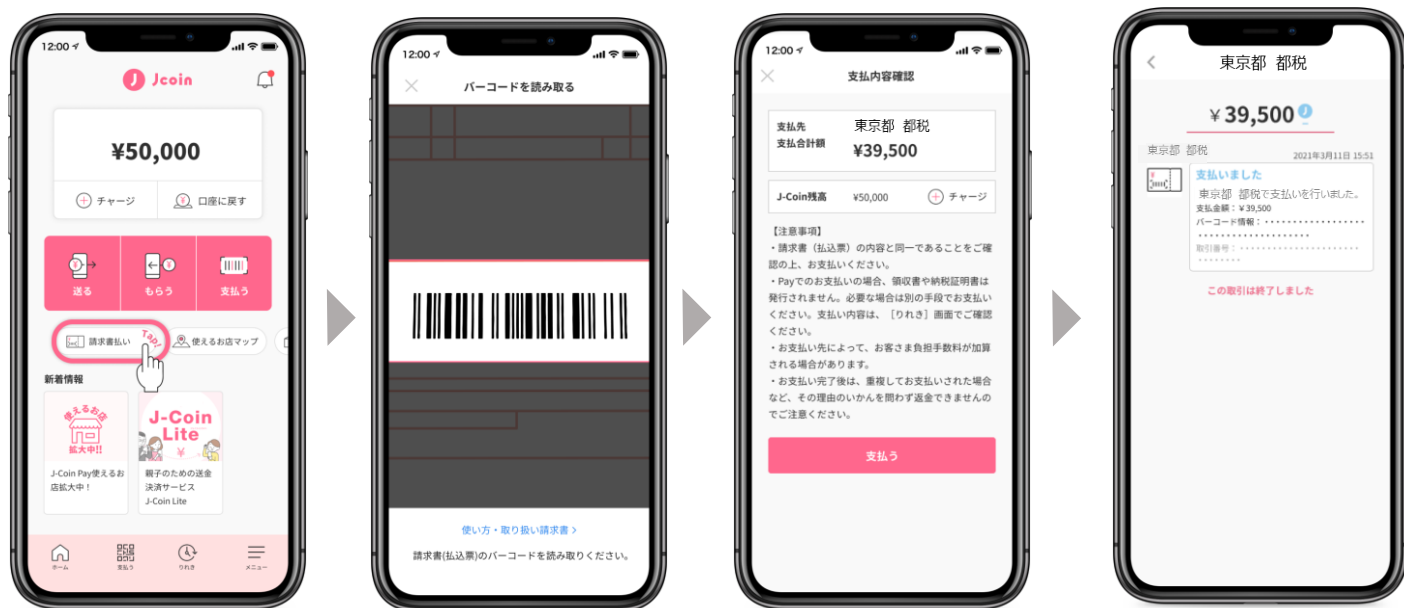 12:00
Jcoin
¥50,000
チャージ
口座に戻す
送る
もらう
支払う
請求書払い
Tap!
使えるお店マップ
新着情報
使えるお店
拡大中!!
J-Coin Pay使えるお
店拡大中！
J-Coin
Lite
親子のための送金
決済サービス
J-Coin Lite
ホーム
支払う
りれき
メニュー
12:00
バーコードを読み取る
使い方・取り扱い請求書
請求書(払込票)のバーコードを読み取りください。
12:00
支払内容確認
支払先 東京都 都税
支払合計額 ¥39,500
J-Coin残高 ¥50,000 チャージ
【注意事項】
・請求書（払込票）の内容と同一であることをご確
認の上、お支払いください。
・Payでのお支払いの場合、領収書や納税証明書は
発行されません。必要な場合は別の手段でお支払い
ください。支払い内容は、［りれき］画面でご確認
ください。
・お支払い先によって、お客さま負担手数料が加算
される場合があります。
・お支払い完了後は、重複してお支払いされた場合
など、その理由のいかんを問わず返金できませんの
でご注意ください。
支払う
東京都 都税
¥39,500
東京都 都税
2021年3月11日 15:51
支払いました
東京都 都税で支払いを行いました。
支払金額：¥39,500
バーコード情報：・・・・・・・・・・・・・・・・・・
・・・・・・・・・・・・・・・・・・・・
取引番号：・・・・・・・・・・・・・・・・・・・・・・
・・・・・・・・
この取引は終了しました